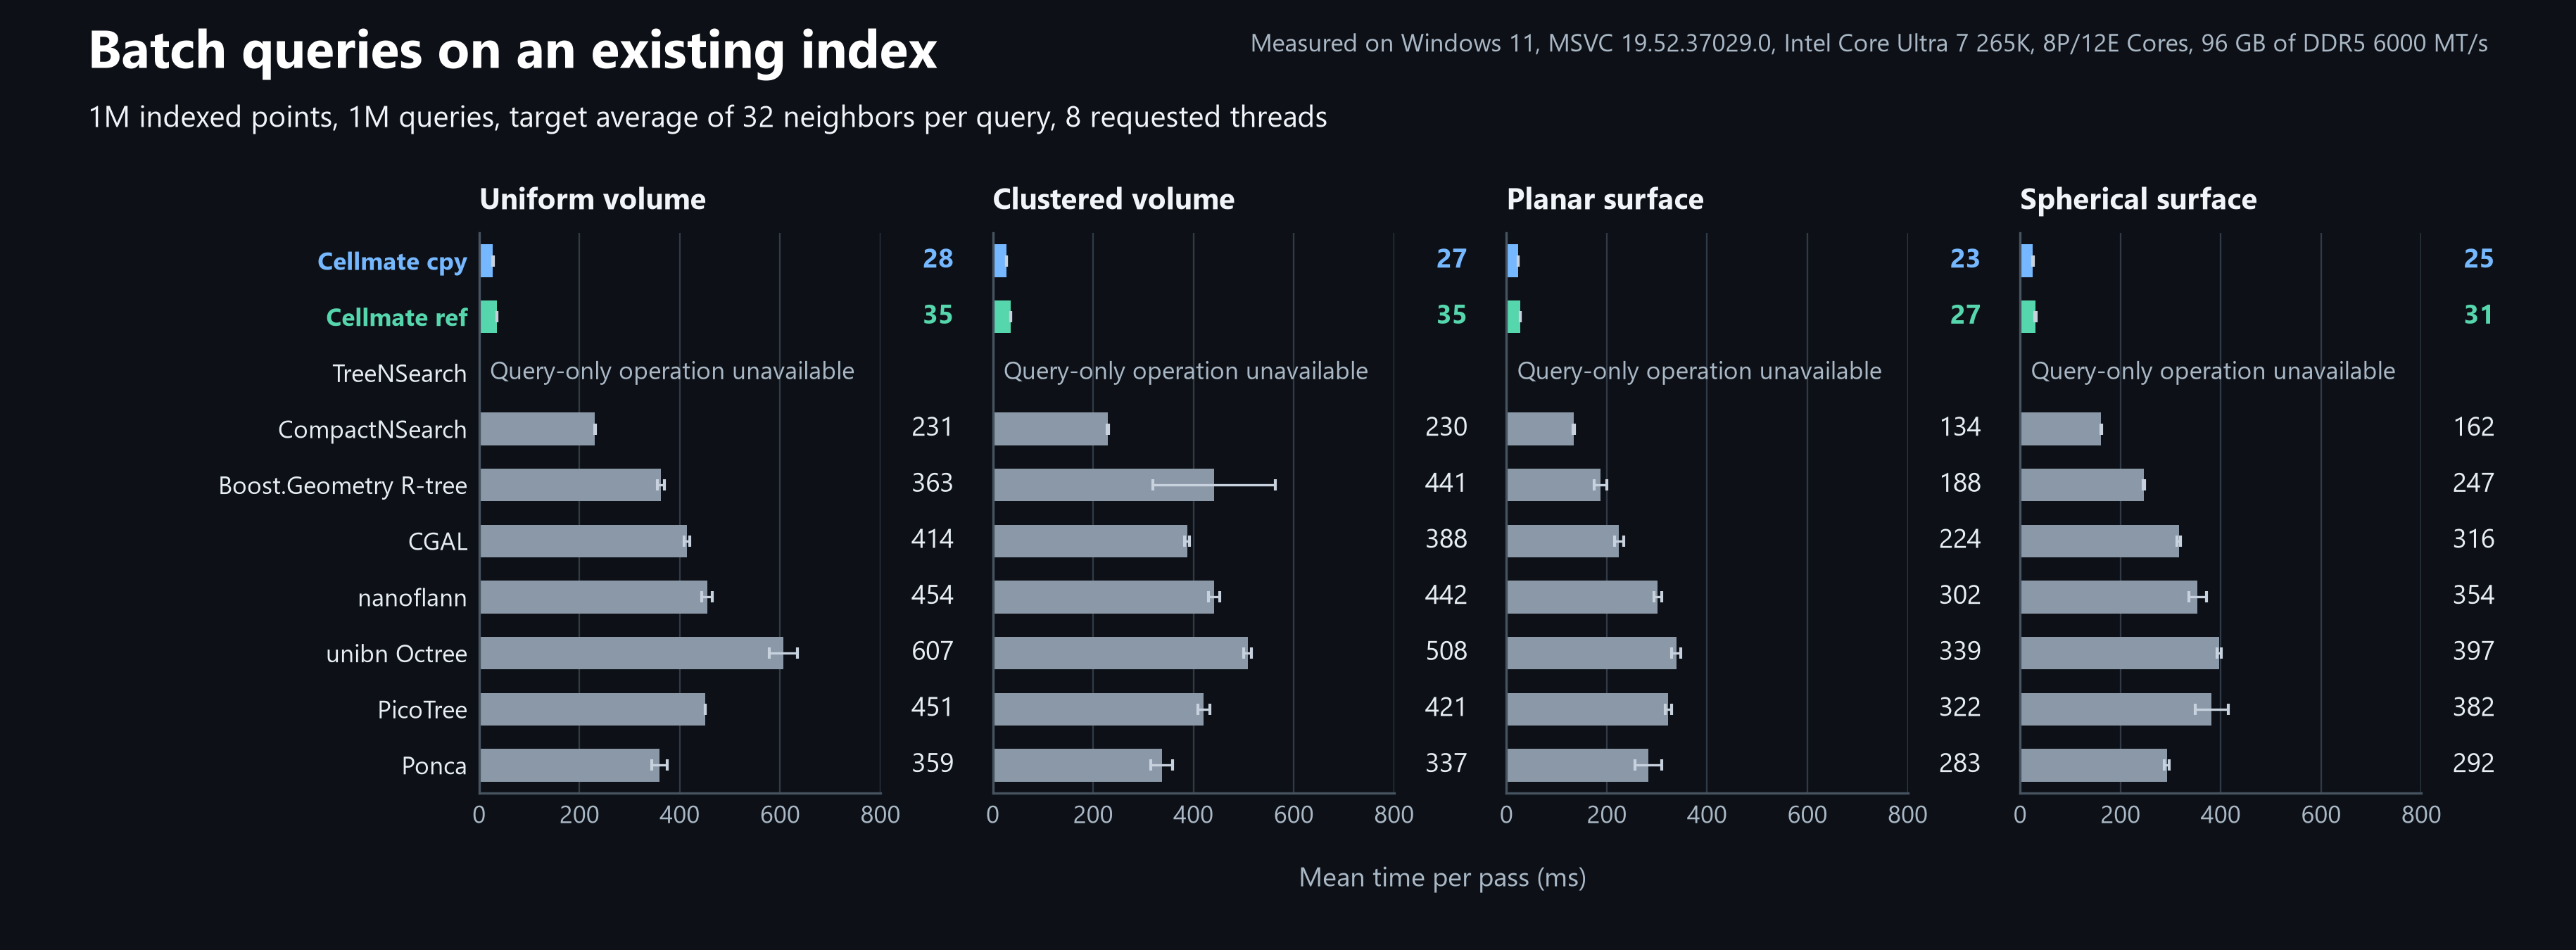 Batch queries on an existing index
Measured on Windows 11, MSVC 19.52.37029.0, Intel Core Ultra 7 265K, 8P/12E Cores, 96 GB of DDR5 6000 MT/s
1M indexed points, 1M queries, target average of 32 neighbors per query, 8 requested threads
Uniform volume Clustered volume Planar surface Spherical surface
Cellmate cpy 28 27 23 25
Cellmate ref 35 35 27 31
TreeNSearch Query-only operation unavailable Query-only operation unavailable Query-only operation unavailable Query-only operation unavailable
CompactNSearch 231 230 134 162
Boost.Geometry R-tree 363 441 188 247
CGAL 414 388 224 316
nanoflann 454 442 302 354
unibn Octree 607 508 339 397
PicoTree 451 421 322 382
Ponca 359 337 283 292
0 200 400 600 800 0 200 400 600 800 0 200 400 600 800 0 200 400 600 800
Mean time per pass (ms)